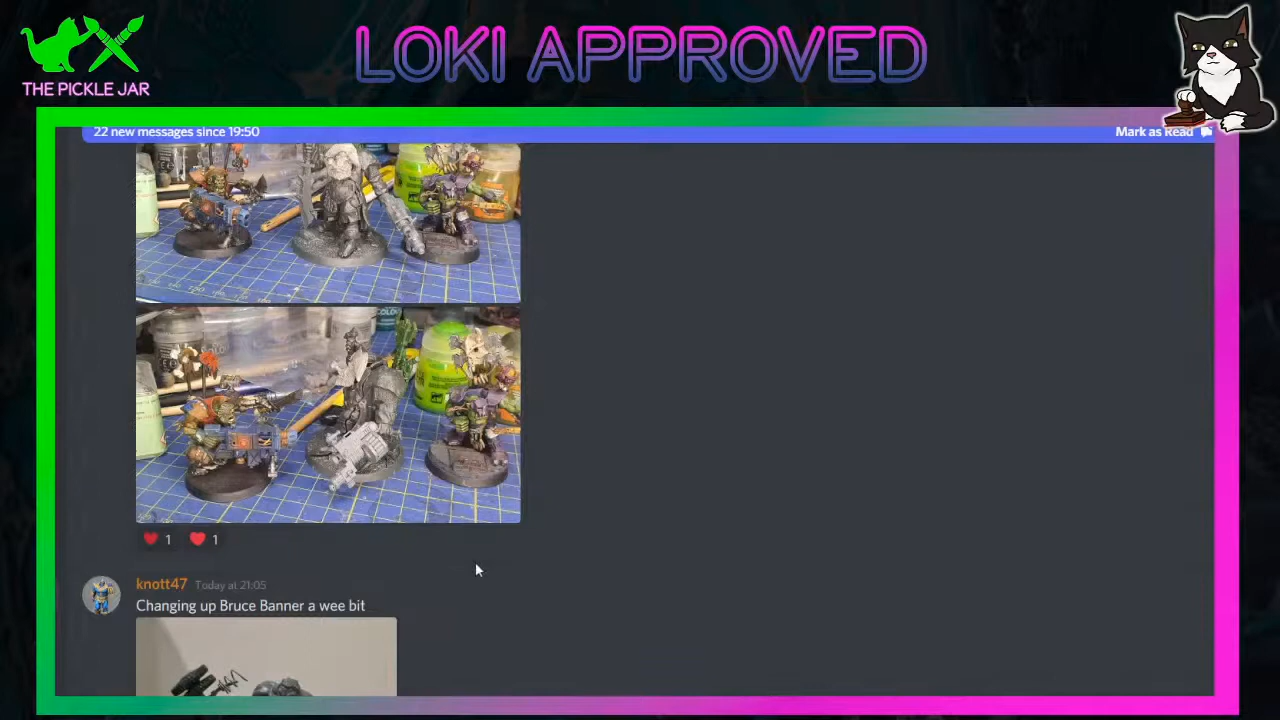 LOKI APPROVED
THE PICKLE JAR
22 new messages since 19:50
Mark as Read
1
1
knott47 Today at 21:05
Changing up Bruce Banner a wee bit